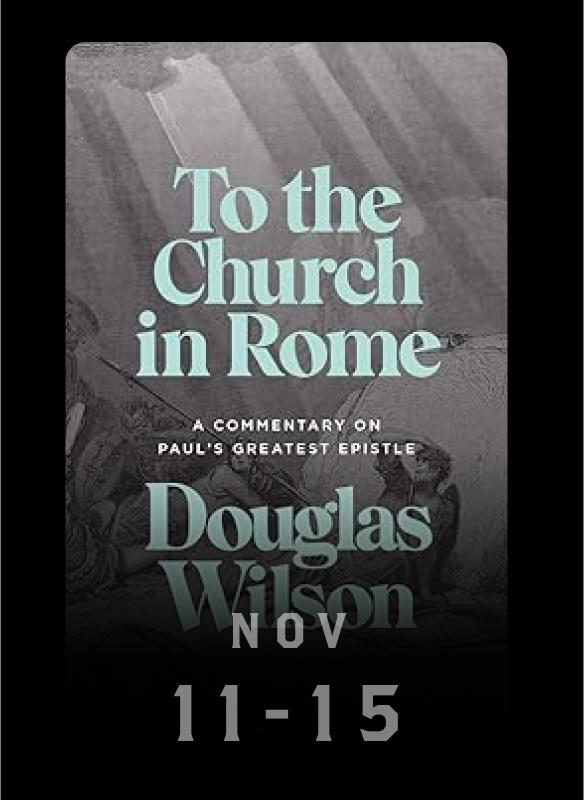 To the
Church
in Rome
A COMMENTARY ON
PAUL'S GREATEST EPISTLE
Douglas
Wilson
NOV
11-15